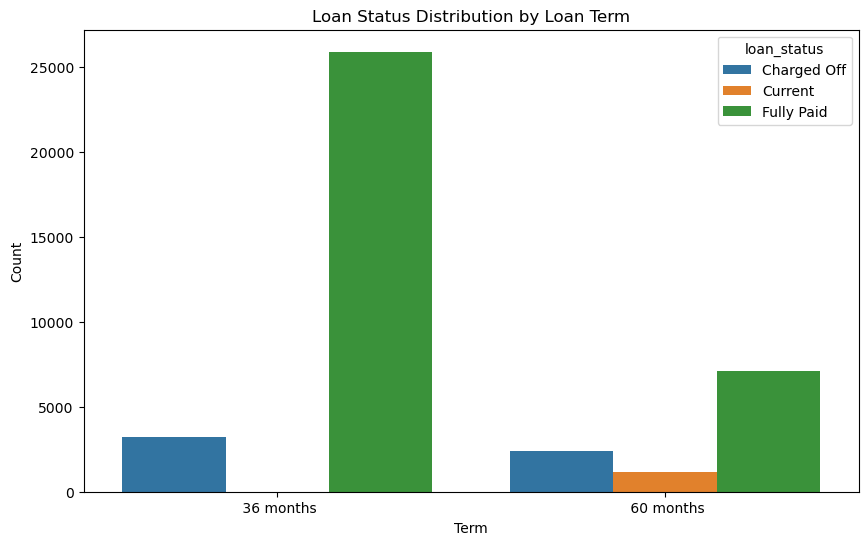 Loan Status Distribution by Loan Term
loan_status
Charged Off
Current
Fully Paid
25000
20000
15000
10000
5000
0
Count
36 months
60 months
Term